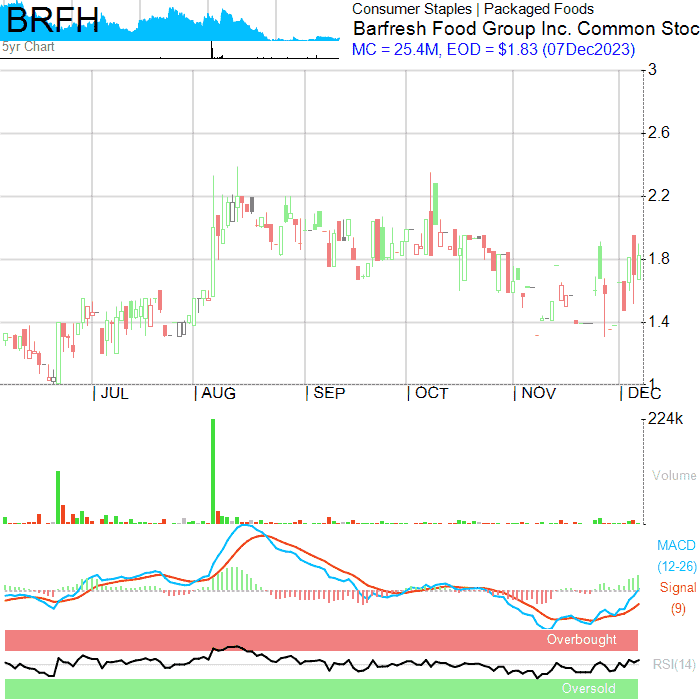 BRFH
5yr Chart
Consumer Staples | Packaged Foods
Barfresh Food Group Inc. Common Stoc
MC = 25.4M, EOD = $1.83 (07Dec2023)
3
2.6
2.2
1.8
1.4
1
JUL
AUG
SEP
OCT
NOV
DEC
224k
Volume
MACD
(12-26)
Signal
(9)
Overbought
RSI(14)
Oversold